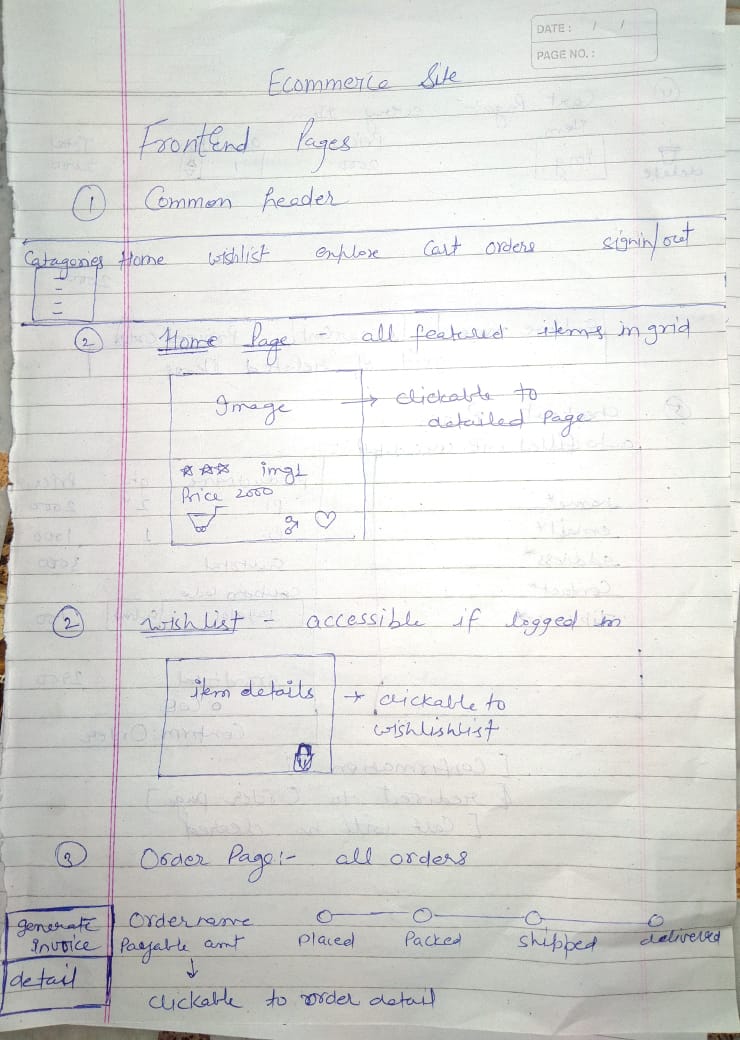 DATE: / /
PAGE NO.:
Ecommerce Site
Frontend Pages
① Common header
Catagories Home wishlist explore Cart orders signin/out
② Home Page - all featured items in grid
Image → clickable to
detailed Page
☆☆☆ img1
Price 2000
② wishlist - accessible if logged in
item details → clickable to
wishlishlist
③ Order Page:- all orders
generate Invoice
Order name
Payable amt
Placed Packed shipped delivered
detail
↓
clickable to order detail